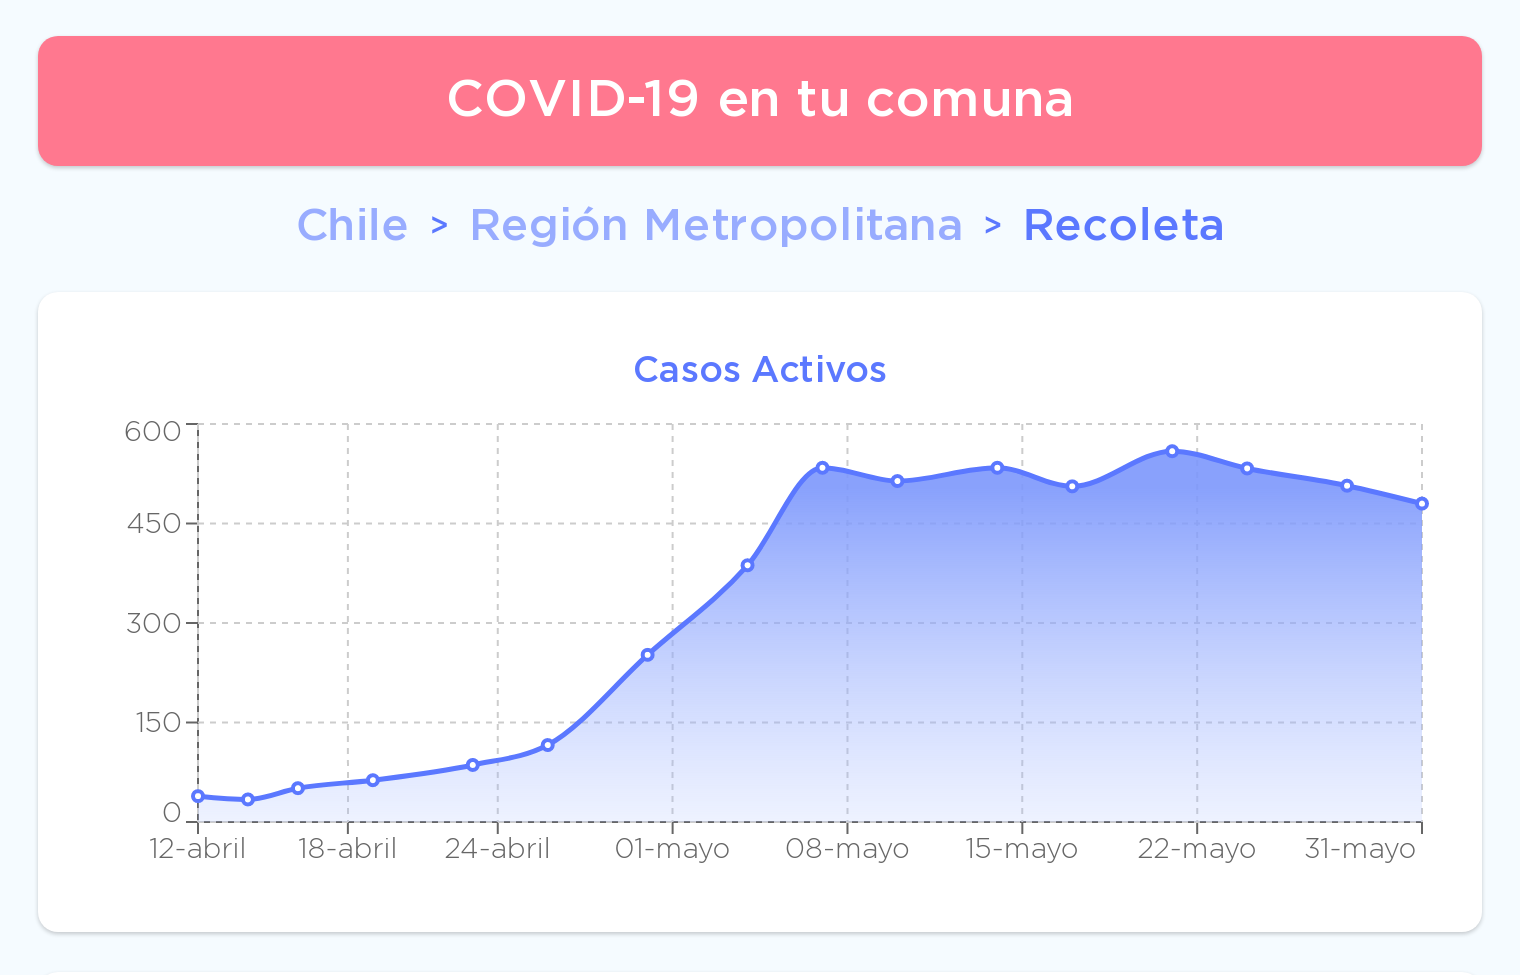 COVID-19 en tu comuna
Chile > Región Metropolitana > Recoleta
Casos Activos
600
450
300
150
0
12-abril 18-abril 24-abril 01-mayo 08-mayo 15-mayo 22-mayo 31-mayo